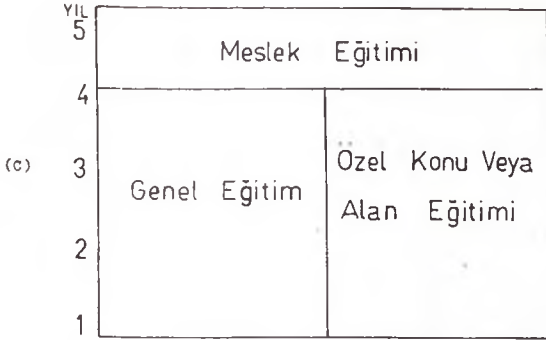 YIL
5
Meslek Eğitimi
4
(c)
3
Özel Konu Veya
Genel Eğitim
Alan Eğitimi
2
1